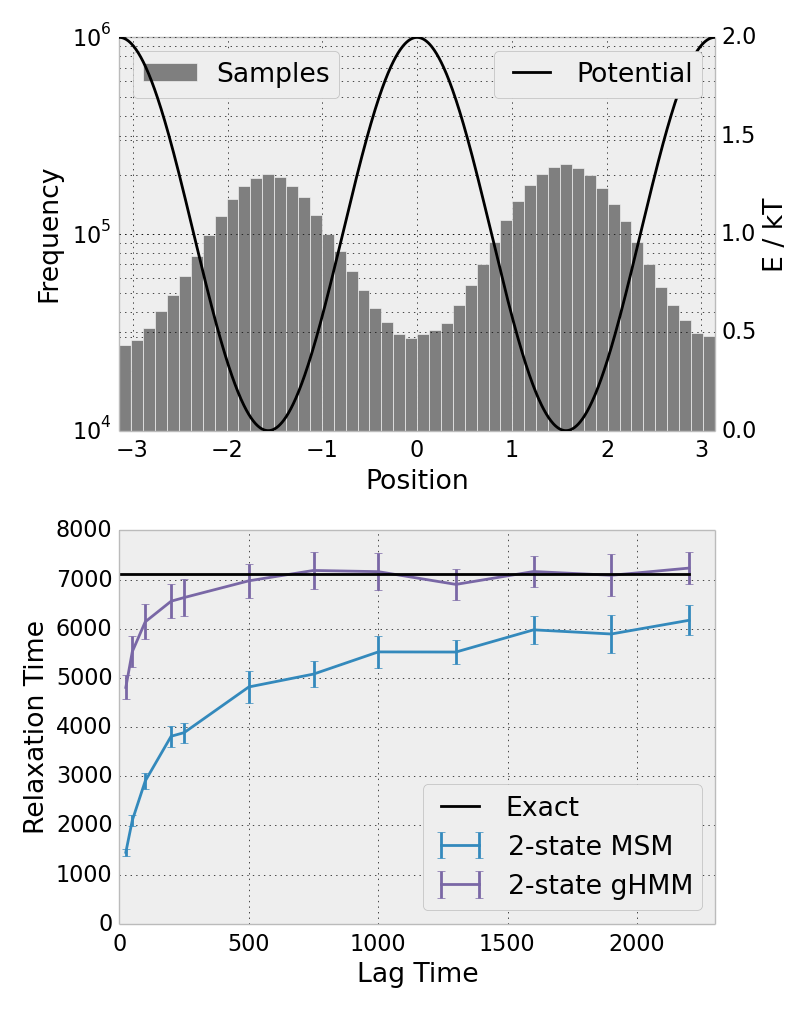 10^6
10^5
10^4
Frequency
Samples
Potential
2.0
1.5
1.0
0.5
0.0
E / kT
−3 −2 −1 0 1 2 3
Position
8000
7000
6000
5000
4000
3000
2000
1000
0
Relaxation Time
Exact
2-state MSM
2-state gHMM
0 500 1000 1500 2000
Lag Time